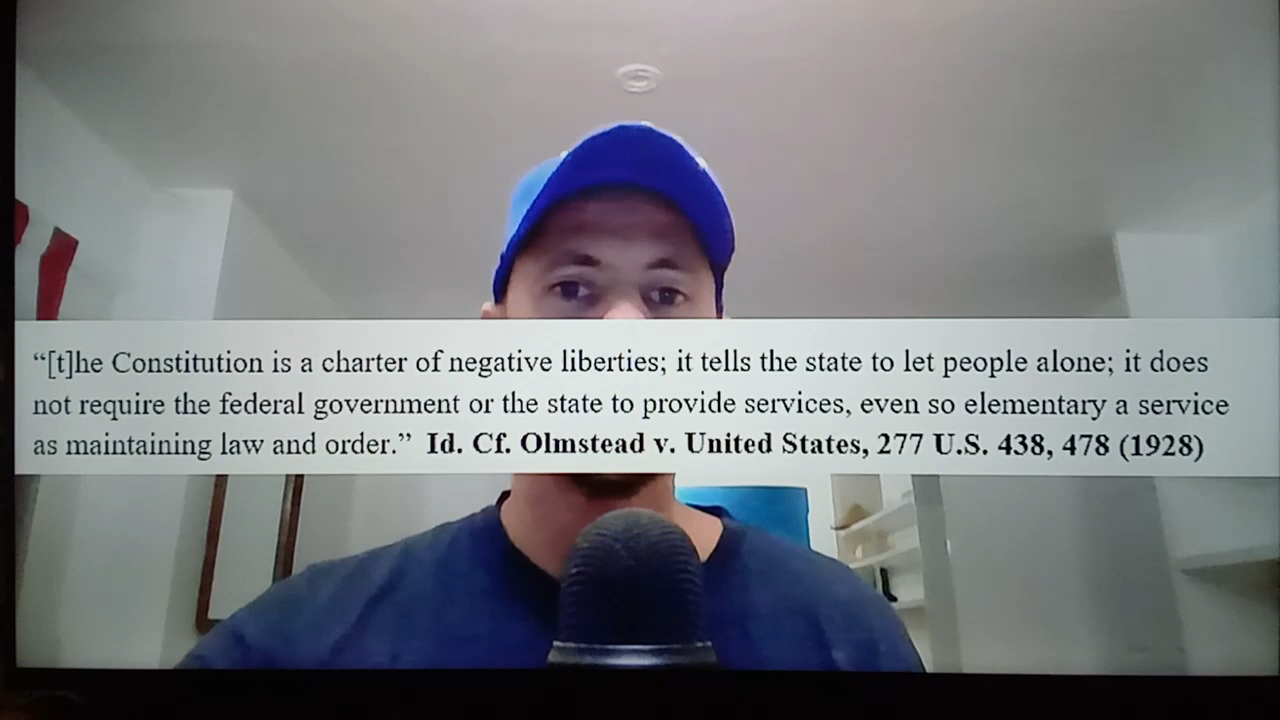 “[t]he Constitution is a charter of negative liberties; it tells the state to let people alone; it does
not require the federal government or the state to provide services, even so elementary a service
as maintaining law and order.” Id. Cf. Olmstead v. United States, 277 U.S. 438, 478 (1928)